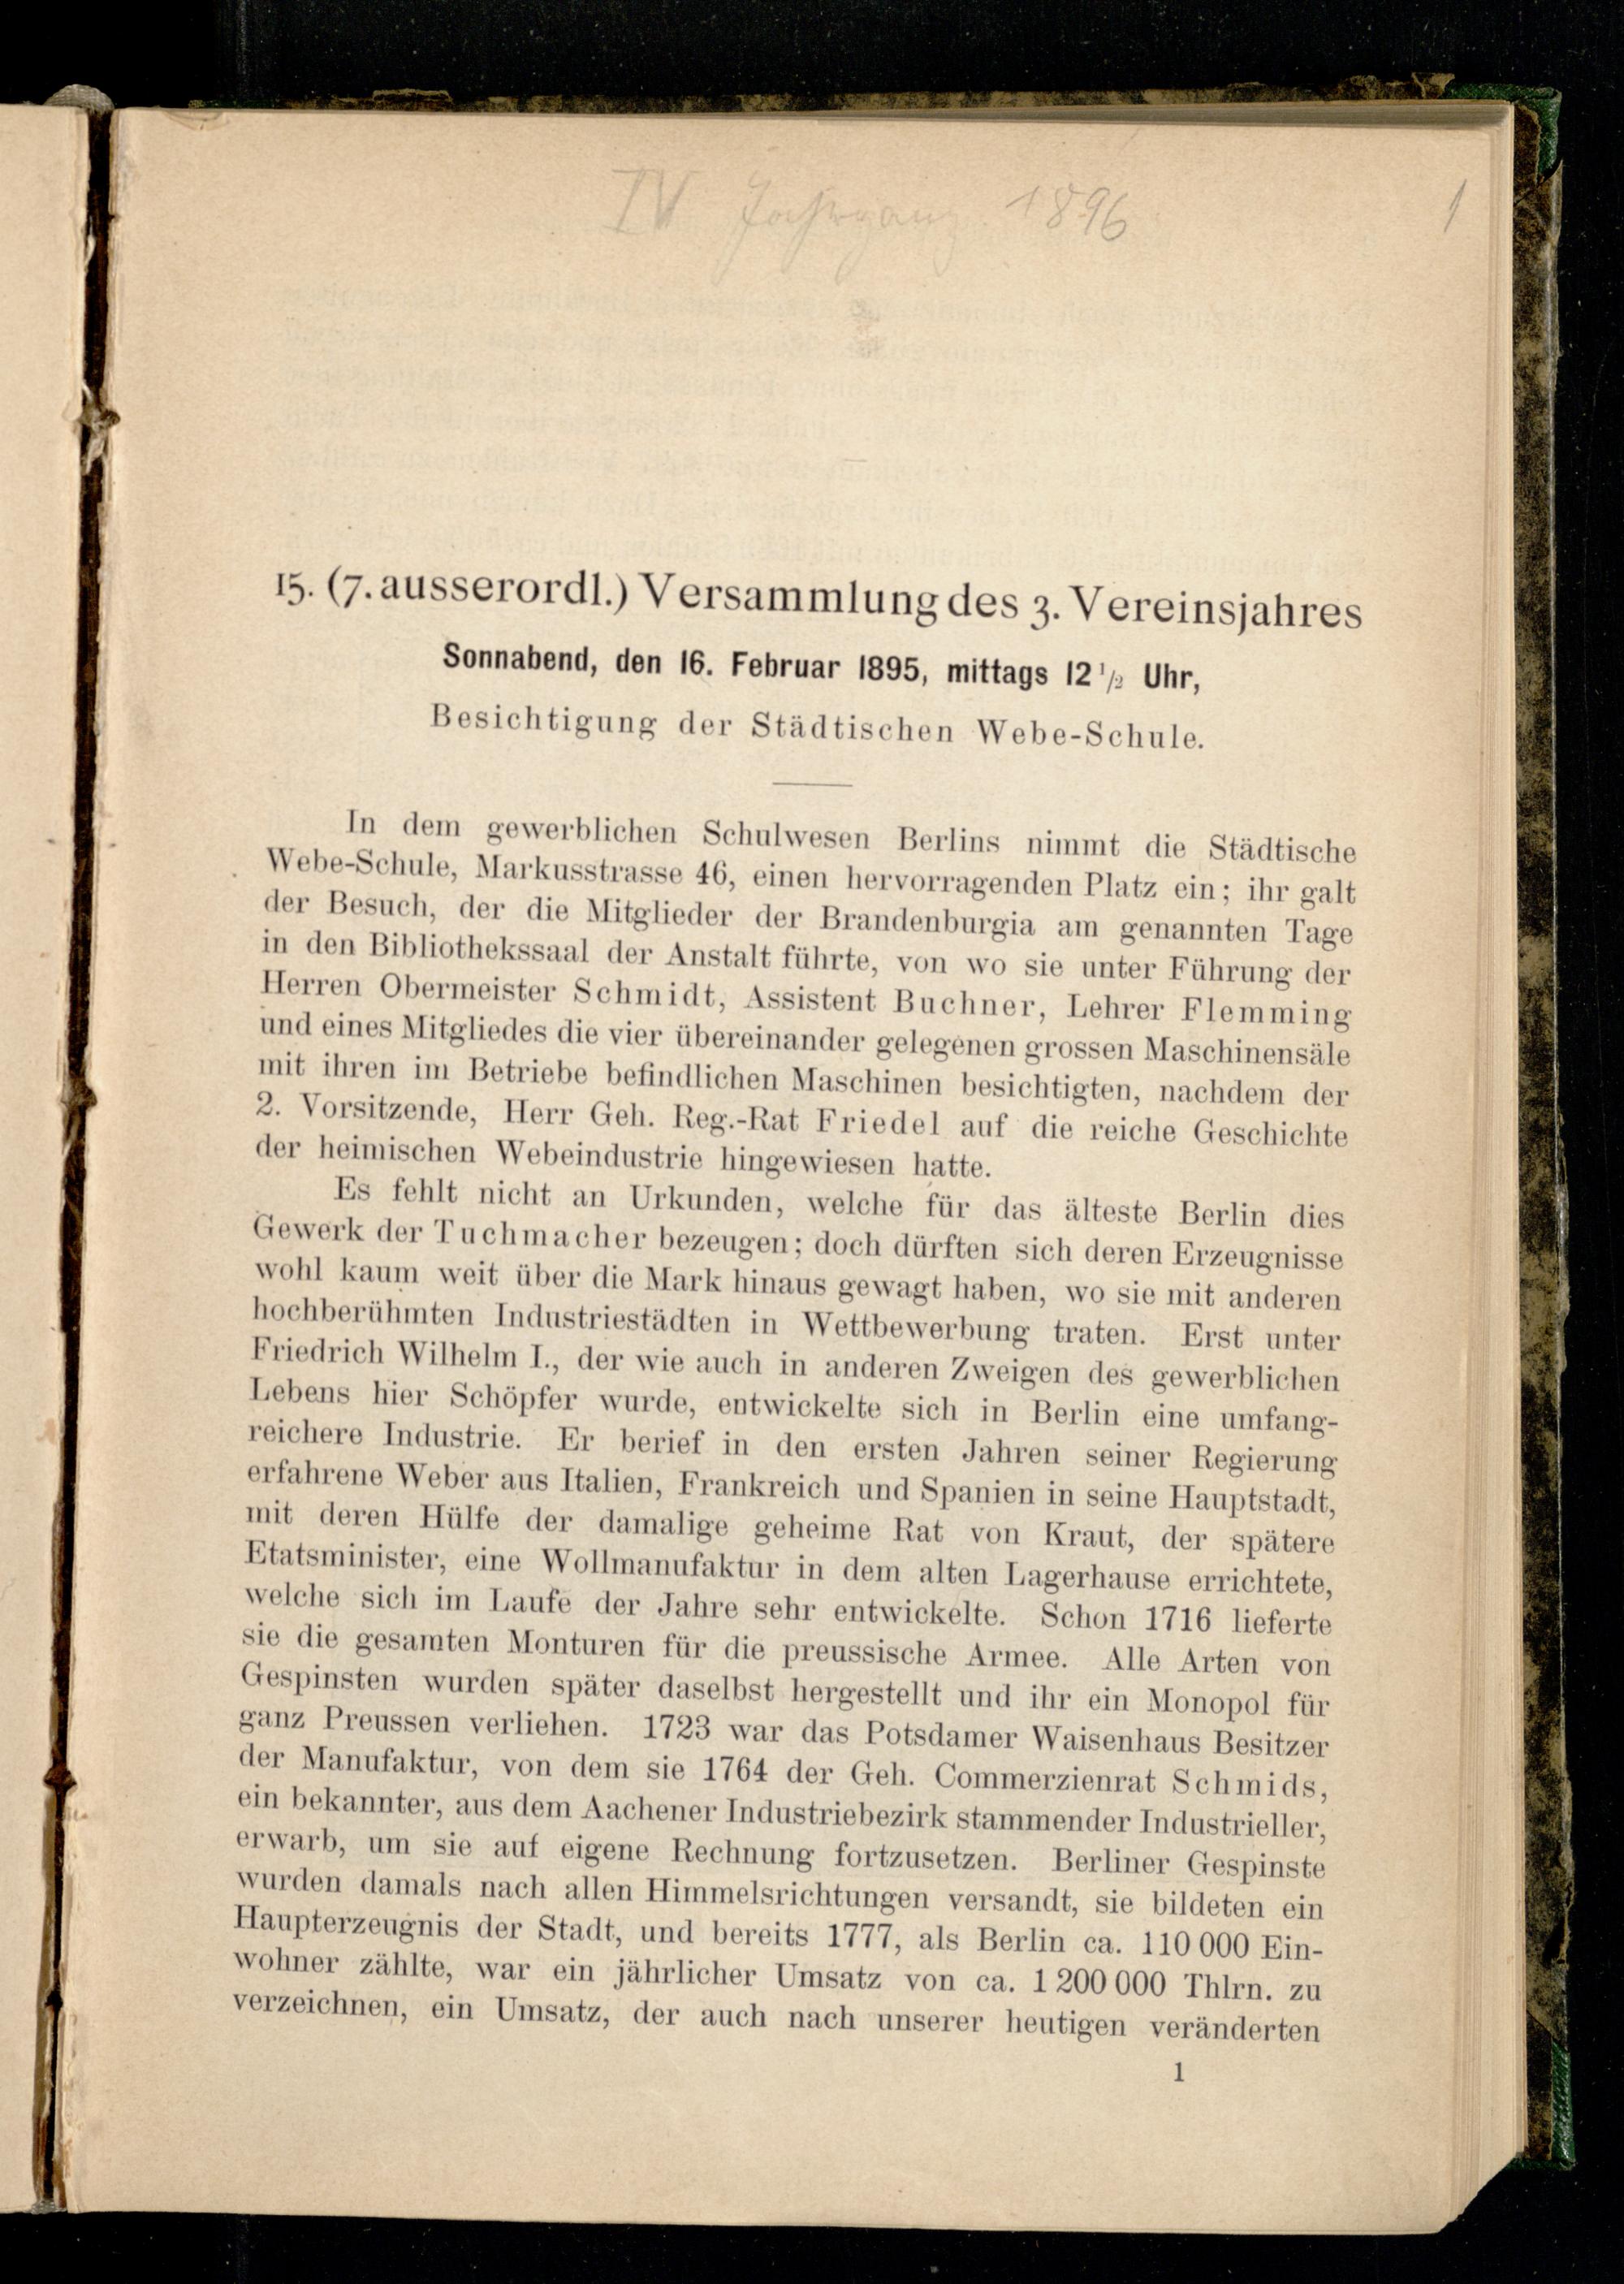 IV Jahrgang 1896
1
15. (7. ausserordl.) Versammlung des 3. Vereinsjahres
Sonnabend, den 16. Februar 1895, mittags 12 1/2 Uhr,
Besichtigung der Städtischen Webe-Schule.
In dem gewerblichen Schulwesen Berlins nimmt die Städtische
Webe-Schule, Markusstrasse 46, einen hervorragenden Platz ein; ihr galt
der Besuch, der die Mitglieder der Brandenburgia am genannten Tage
in den Bibliothekssaal der Anstalt führte, von wo sie unter Führung der
Herren Obermeister Schmidt, Assistent Buchner, Lehrer Flemming
und eines Mitgliedes die vier übereinander gelegenen grossen Maschinensäle
mit ihren im Betriebe befindlichen Maschinen besichtigten, nachdem der
2. Vorsitzende, Herr Geh. Reg.-Rat Friedel auf die reiche Geschichte
der heimischen Webeindustrie hingewiesen hatte.
Es fehlt nicht an Urkunden, welche für das älteste Berlin dies
Gewerk der Tuchmacher bezeugen; doch dürften sich deren Erzeugnisse
wohl kaum weit über die Mark hinaus gewagt haben, wo sie mit anderen
hochberühmten Industriestädten in Wettbewerbung traten. Erst unter
Friedrich Wilhelm I., der wie auch in anderen Zweigen des gewerblichen
Lebens hier Schöpfer wurde, entwickelte sich in Berlin eine umfang-
reichere Industrie. Er berief in den ersten Jahren seiner Regierung
erfahrene Weber aus Italien, Frankreich und Spanien in seine Hauptstadt,
mit deren Hülfe der damalige geheime Rat von Kraut, der spätere
Etatsminister, eine Wollmanufaktur in dem alten Lagerhause errichtete,
welche sich im Laufe der Jahre sehr entwickelte. Schon 1716 lieferte
sie die gesamten Monturen für die preussische Armee. Alle Arten von
Gespinsten wurden später daselbst hergestellt und ihr ein Monopol für
ganz Preussen verliehen. 1723 war das Potsdamer Waisenhaus Besitzer
der Manufaktur, von dem sie 1764 der Geh. Commerzienrat Schmids,
ein bekannter, aus dem Aachener Industriebezirk stammender Industrieller,
erwarb, um sie auf eigene Rechnung fortzusetzen. Berliner Gespinste
wurden damals nach allen Himmelsrichtungen versandt, sie bildeten ein
Haupterzeugnis der Stadt, und bereits 1777, als Berlin ca. 110 000 Ein-
wohner zählte, war ein jährlicher Umsatz von ca. 1 200 000 Thlrn. zu
verzeichnen, ein Umsatz, der auch nach unserer heutigen veränderten
1